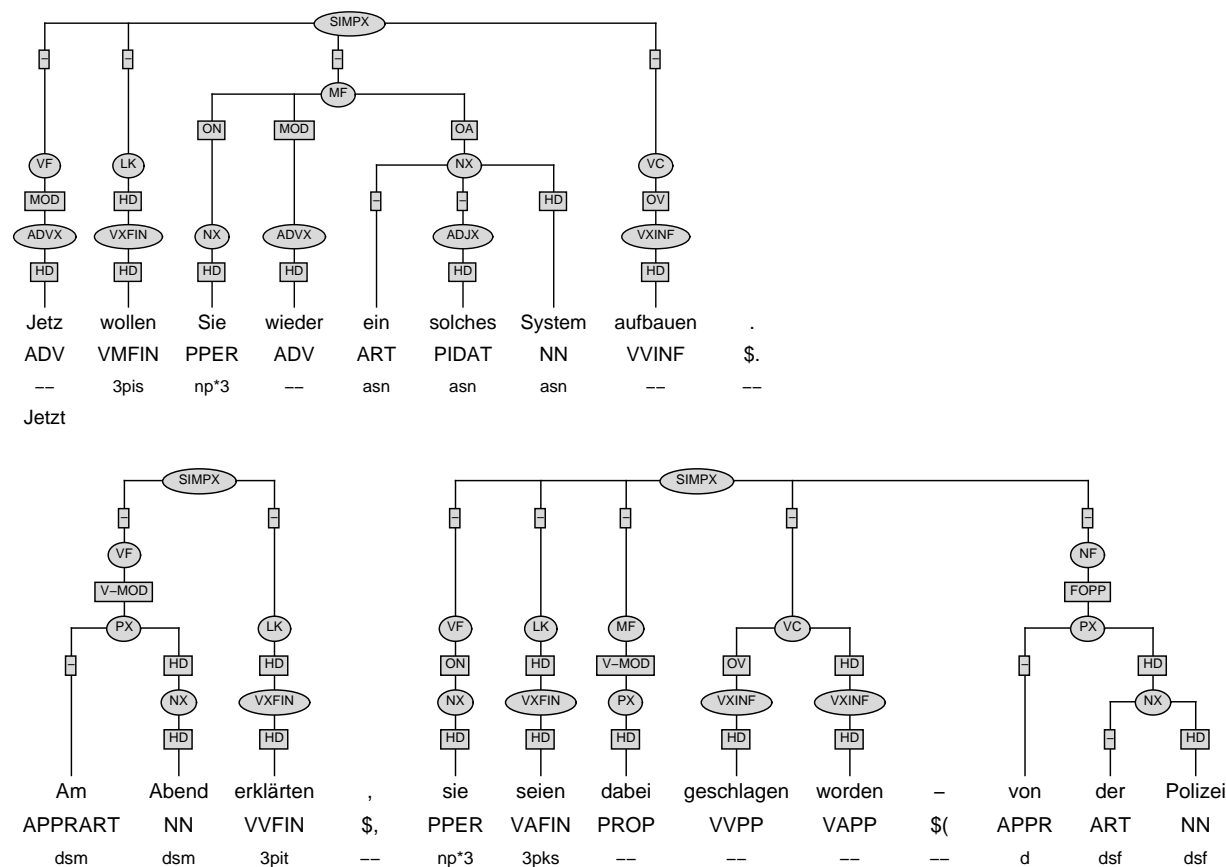 SIMPX
– – – –
MF
ON MOD OA
VF LK NX VC
MOD HD – – HD OV
ADVX VXFIN NX ADVX ADJX VXINF
HD HD HD HD HD HD
Jetz wollen Sie wieder ein solches System aufbauen .
ADV VMFIN PPER ADV ART PIDAT NN VVINF $.
–– 3pis np*3 –– asn asn asn –– ––
Jetzt
SIMPX SIMPX
– – – – – – –
VF NF
V–MOD FOPP
PX LK VF LK MF VC PX
– HD HD ON HD V–MOD OV HD – HD
NX VXFIN NX VXFIN PX VXINF VXINF NX
HD HD HD HD HD HD HD – HD
Am Abend erklärten , sie seien dabei geschlagen worden – von der Polizei
APPRART NN VVFIN $, PPER VAFIN PROP VVPP VAPP $( APPR ART NN
dsm dsm 3pit –– np*3 3pks –– –– –– –– d dsf dsf